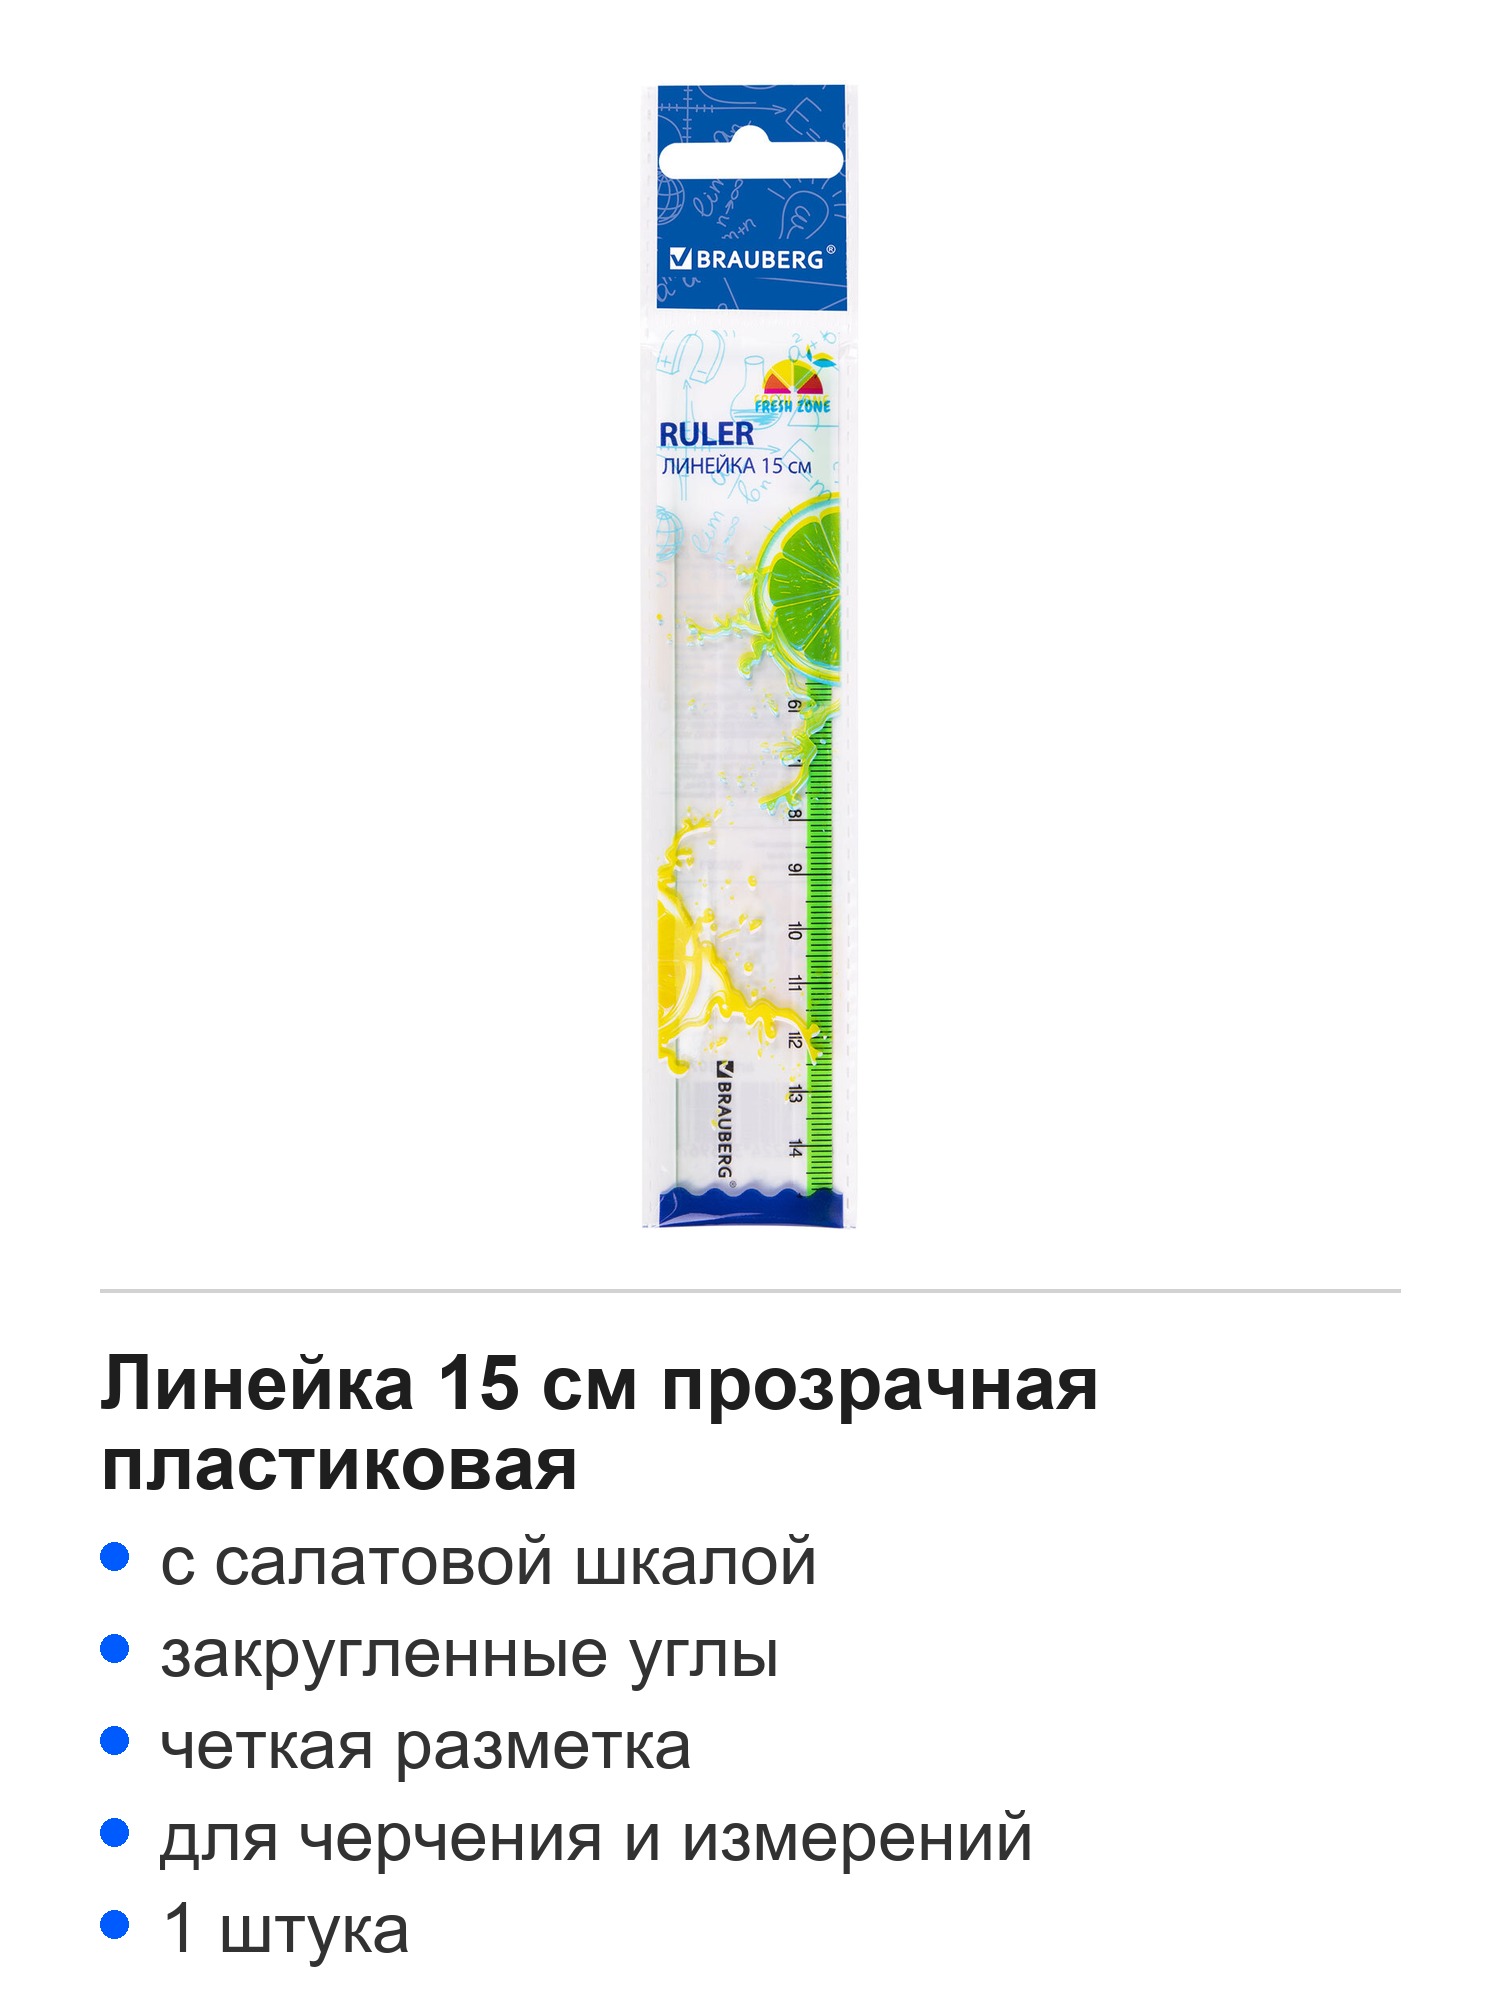 BRAUBERG®
FRESH ZONE
RULER
ЛИНЕЙКА 15 см
6
8
9
10
11
12
13
14
BRAUBERG®
Линейка 15 см прозрачная
пластиковая
с салатовой шкалой
закругленные углы
четкая разметка
для черчения и измерений
1 штука